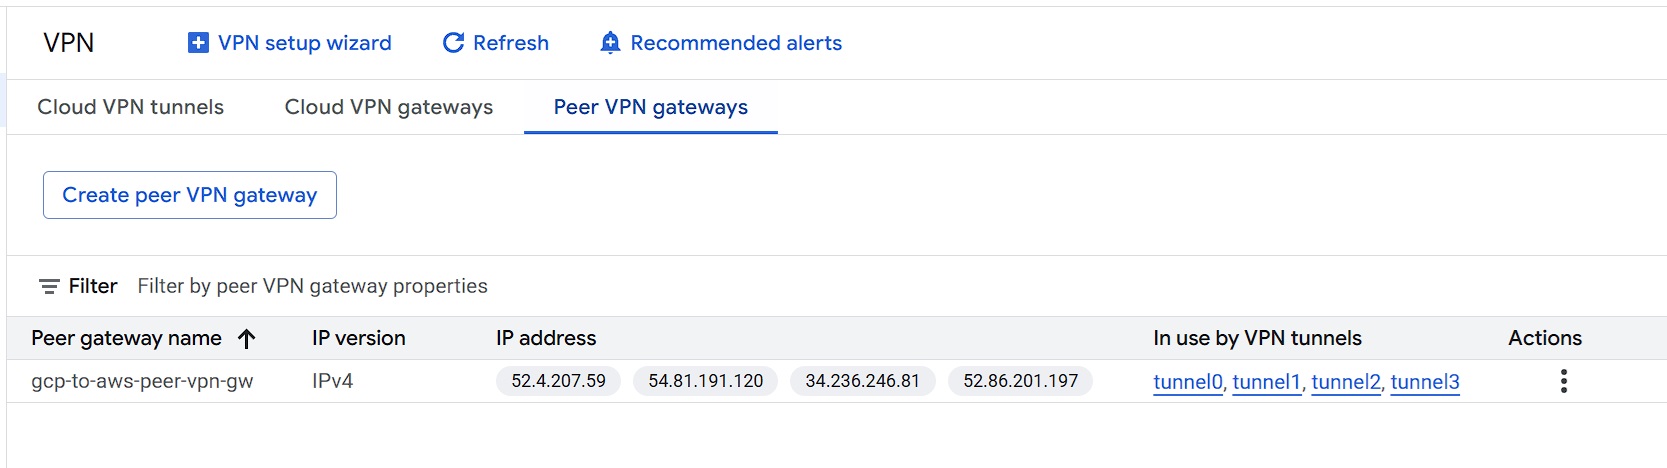 VPN VPN setup wizard Refresh Recommended alerts
Cloud VPN tunnels Cloud VPN gateways Peer VPN gateways
Create peer VPN gateway
Filter Filter by peer VPN gateway properties
Peer gateway name IP version IP address In use by VPN tunnels Actions
gcp-to-aws-peer-vpn-gw IPv4 52.4.207.59 54.81.191.120 34.236.246.81 52.86.201.197 tunnel0, tunnel1, tunnel2, tunnel3